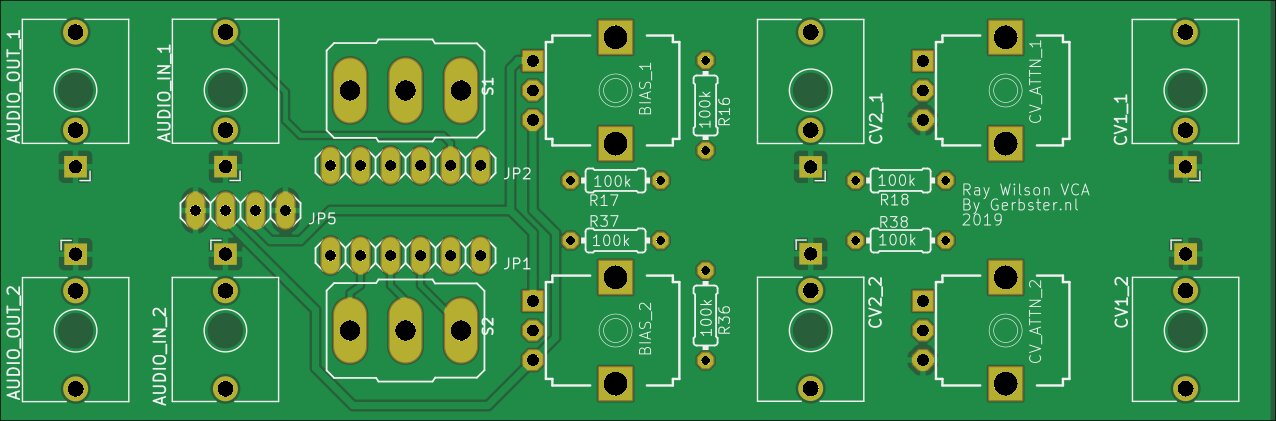 AUDIO_OUT_1
AUDIO_IN_1
S1
BIAS_1
100k
R16
CV2_1
CV_ATTN_1
CV1_1
JP2
100k
R17
100k
R18
Ray Wilson VCA
By Gerbster.nl
2019
JP5
R37
100k
R38
100k
JP1
AUDIO_OUT_2
AUDIO_IN_2
S2
BIAS_2
100k
R36
CV2_2
CV_ATTN_2
CV1_2